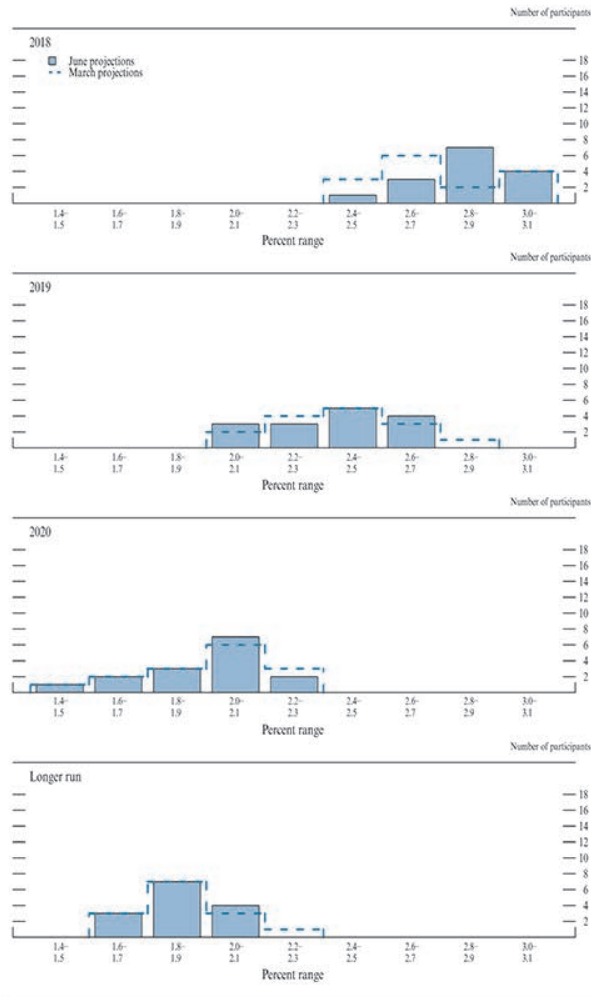 Number of participants
2018
June projections
March projections
18
16
14
12
10
8
6
4
2
1.4- 1.6- 1.8- 2.0- 2.2- 2.4- 2.6- 2.8- 3.0-
1.5 1.7 1.9 2.1 2.3 2.5 2.7 2.9 3.1
Percent range
Number of participants
2019
18
16
14
12
10
8
6
4
2
1.4- 1.6- 1.8- 2.0- 2.2- 2.4- 2.6- 2.8- 3.0-
1.5 1.7 1.9 2.1 2.3 2.5 2.7 2.9 3.1
Percent range
Number of participants
2020
18
16
14
12
10
8
6
4
2
1.4- 1.6- 1.8- 2.0- 2.2- 2.4- 2.6- 2.8- 3.0-
1.5 1.7 1.9 2.1 2.3 2.5 2.7 2.9 3.1
Percent range
Number of participants
Longer run
18
16
14
12
10
8
6
4
2
1.4- 1.6- 1.8- 2.0- 2.2- 2.4- 2.6- 2.8- 3.0-
1.5 1.7 1.9 2.1 2.3 2.5 2.7 2.9 3.1
Percent range